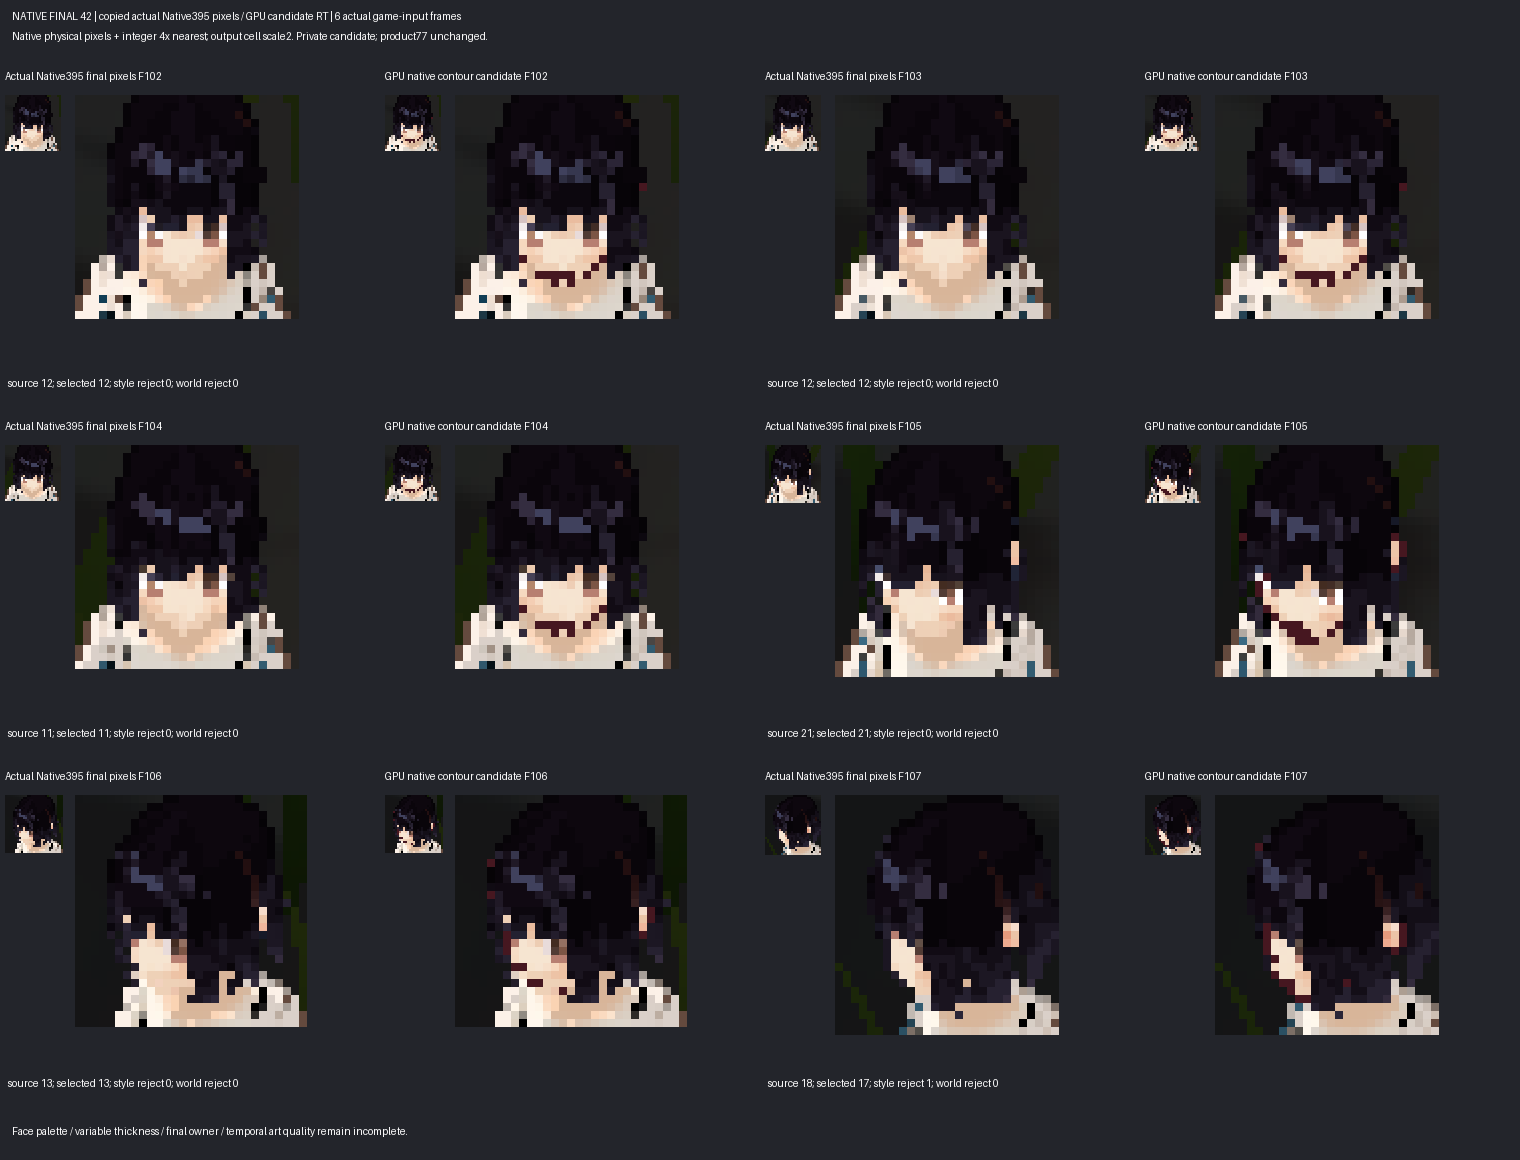 NATIVE FINAL 42 | copied actual Native395 pixels / GPU candidate RT | 6 actual game-input frames
Native physical pixels + integer 4x nearest; output cell scale2. Private candidate; product77 unchanged.
Actual Native395 final pixels F102
GPU native contour candidate F102
Actual Native395 final pixels F103
GPU native contour candidate F103
source 12; selected 12; style reject 0; world reject 0
source 12; selected 12; style reject 0; world reject 0
Actual Native395 final pixels F104
GPU native contour candidate F104
Actual Native395 final pixels F105
GPU native contour candidate F105
source 11; selected 11; style reject 0; world reject 0
source 21; selected 21; style reject 0; world reject 0
Actual Native395 final pixels F106
GPU native contour candidate F106
Actual Native395 final pixels F107
GPU native contour candidate F107
source 13; selected 13; style reject 0; world reject 0
source 18; selected 17; style reject 1; world reject 0
Face palette / variable thickness / final owner / temporal art quality remain incomplete.